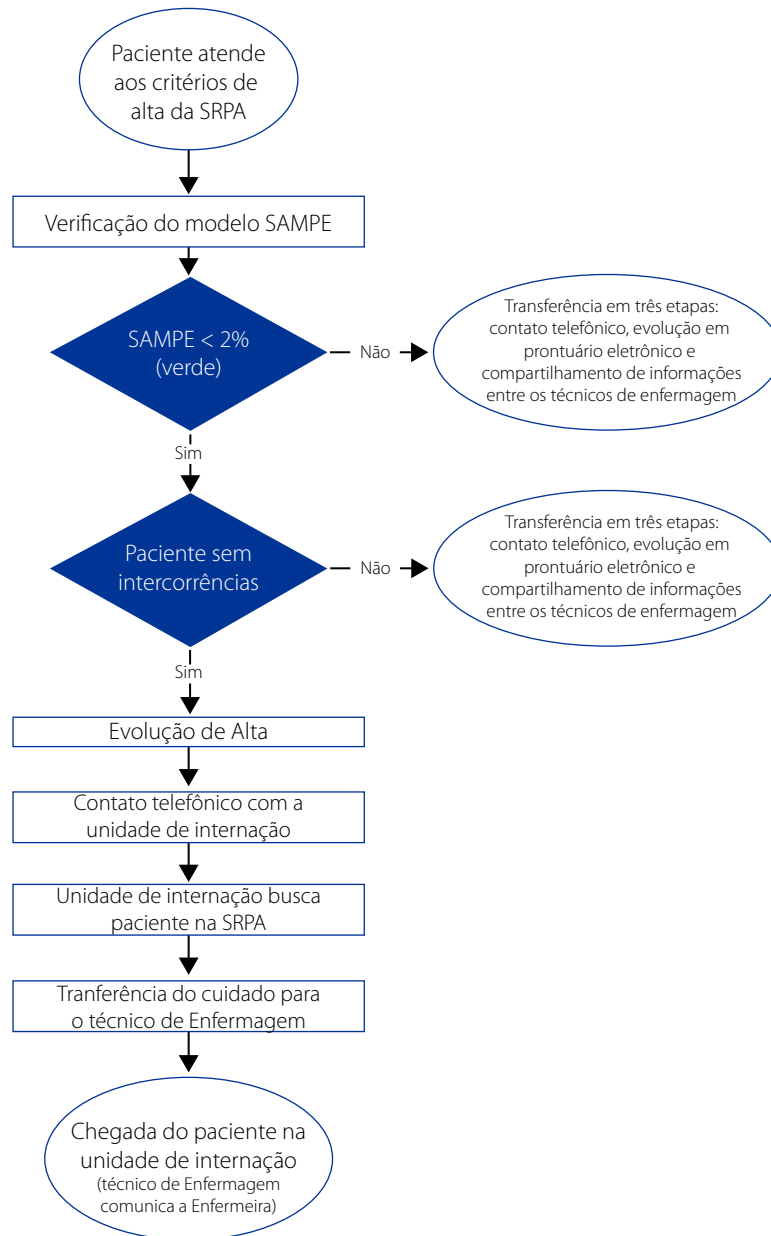 Paciente atende
aos critérios de
alta da SRPA
Verificação do modelo SAMPE
SAMPE < 2%
(verde)
Não
Transferência em três etapas:
contato telefônico, evolução em
prontuário eletrônico e
compartilhamento de informações
entre os técnicos de enfermagem
Sim
Paciente sem
intercorrências
Não
Transferência em três etapas:
contato telefônico, evolução em
prontuário eletrônico e
compartilhamento de informações
entre os técnicos de enfermagem
Sim
Evolução de Alta
Contato telefônico com a
unidade de internação
Unidade de internação busca
paciente na SRPA
Tranferência do cuidado para
o técnico de Enfermagem
Chegada do paciente na
unidade de internação
(técnico de Enfermagem
comunica a Enfermeira)